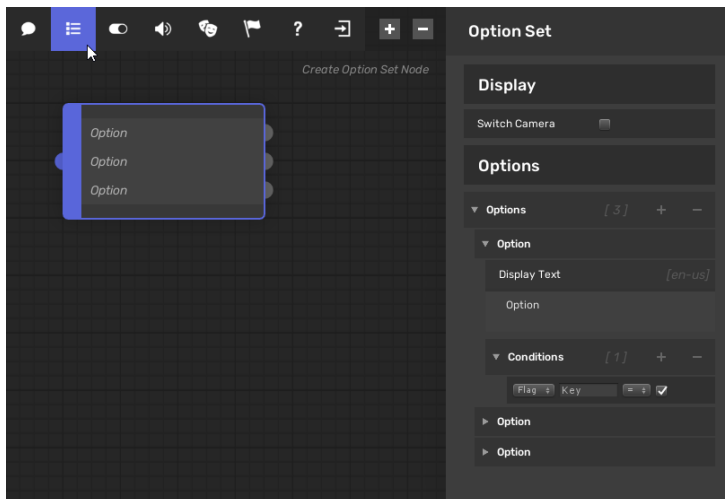 ?
Option Set
Create Option Set Node
Display
Switch Camera
Option
Option
Option
Options
Options [ 3 ] + −
Option
Display Text [en-us]
Option
Conditions [ 1 ] + −
Flag Key =
Option
Option